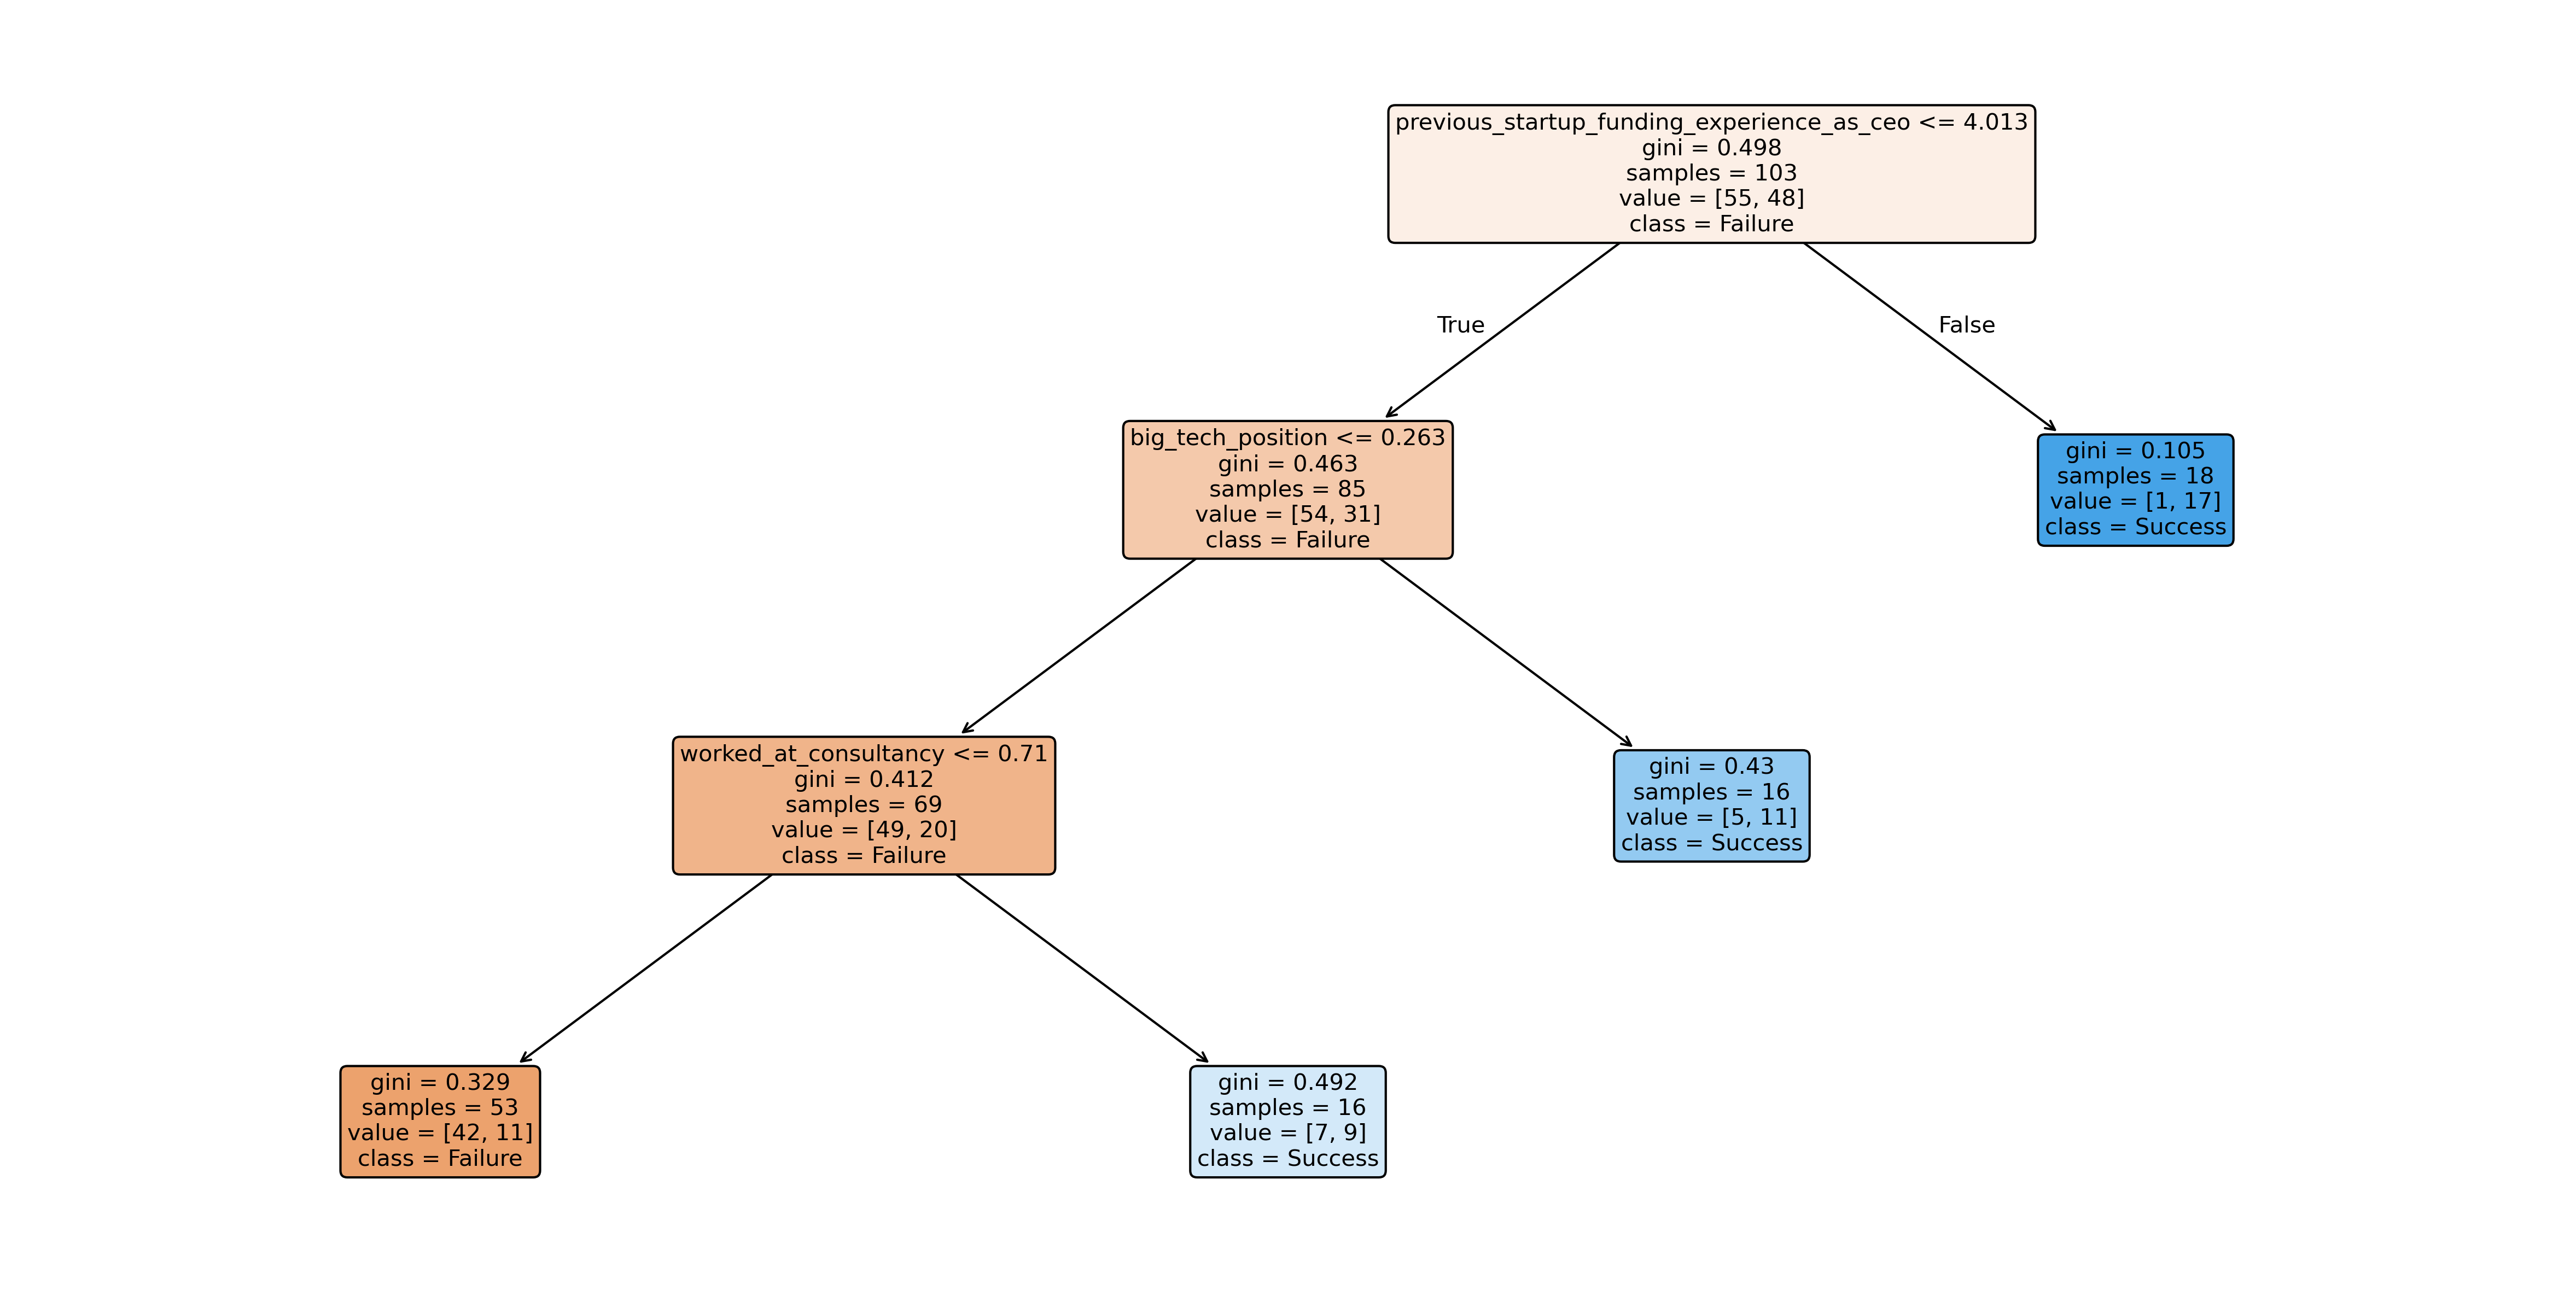 previous_startup_funding_experience_as_ceo <= 4.013
gini = 0.498
samples = 103
value = [55, 48]
class = Failure
True
False
big_tech_position <= 0.263
gini = 0.463
samples = 85
value = [54, 31]
class = Failure
gini = 0.105
samples = 18
value = [1, 17]
class = Success
worked_at_consultancy <= 0.71
gini = 0.412
samples = 69
value = [49, 20]
class = Failure
gini = 0.43
samples = 16
value = [5, 11]
class = Success
gini = 0.329
samples = 53
value = [42, 11]
class = Failure
gini = 0.492
samples = 16
value = [7, 9]
class = Success